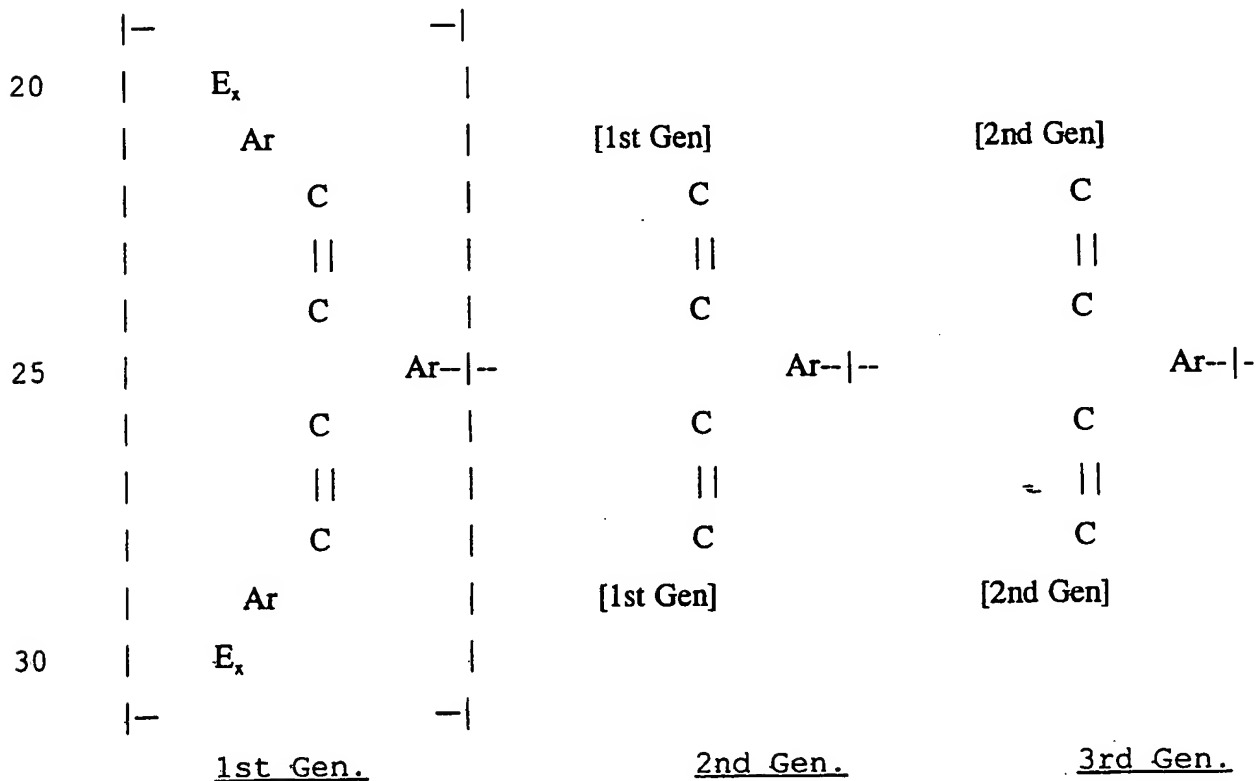 |— —|
20 | E_x |
| Ar | [1st Gen] [2nd Gen]
| C | C C
| || | || ||
| C | C C
25 | Ar--|-- Ar--|-- Ar--|-
| C | C C
| || | || ||
| C | C C
| Ar | [1st Gen] [2nd Gen]
30 | E_x |
|— —|
1st Gen. 2nd Gen. 3rd Gen.